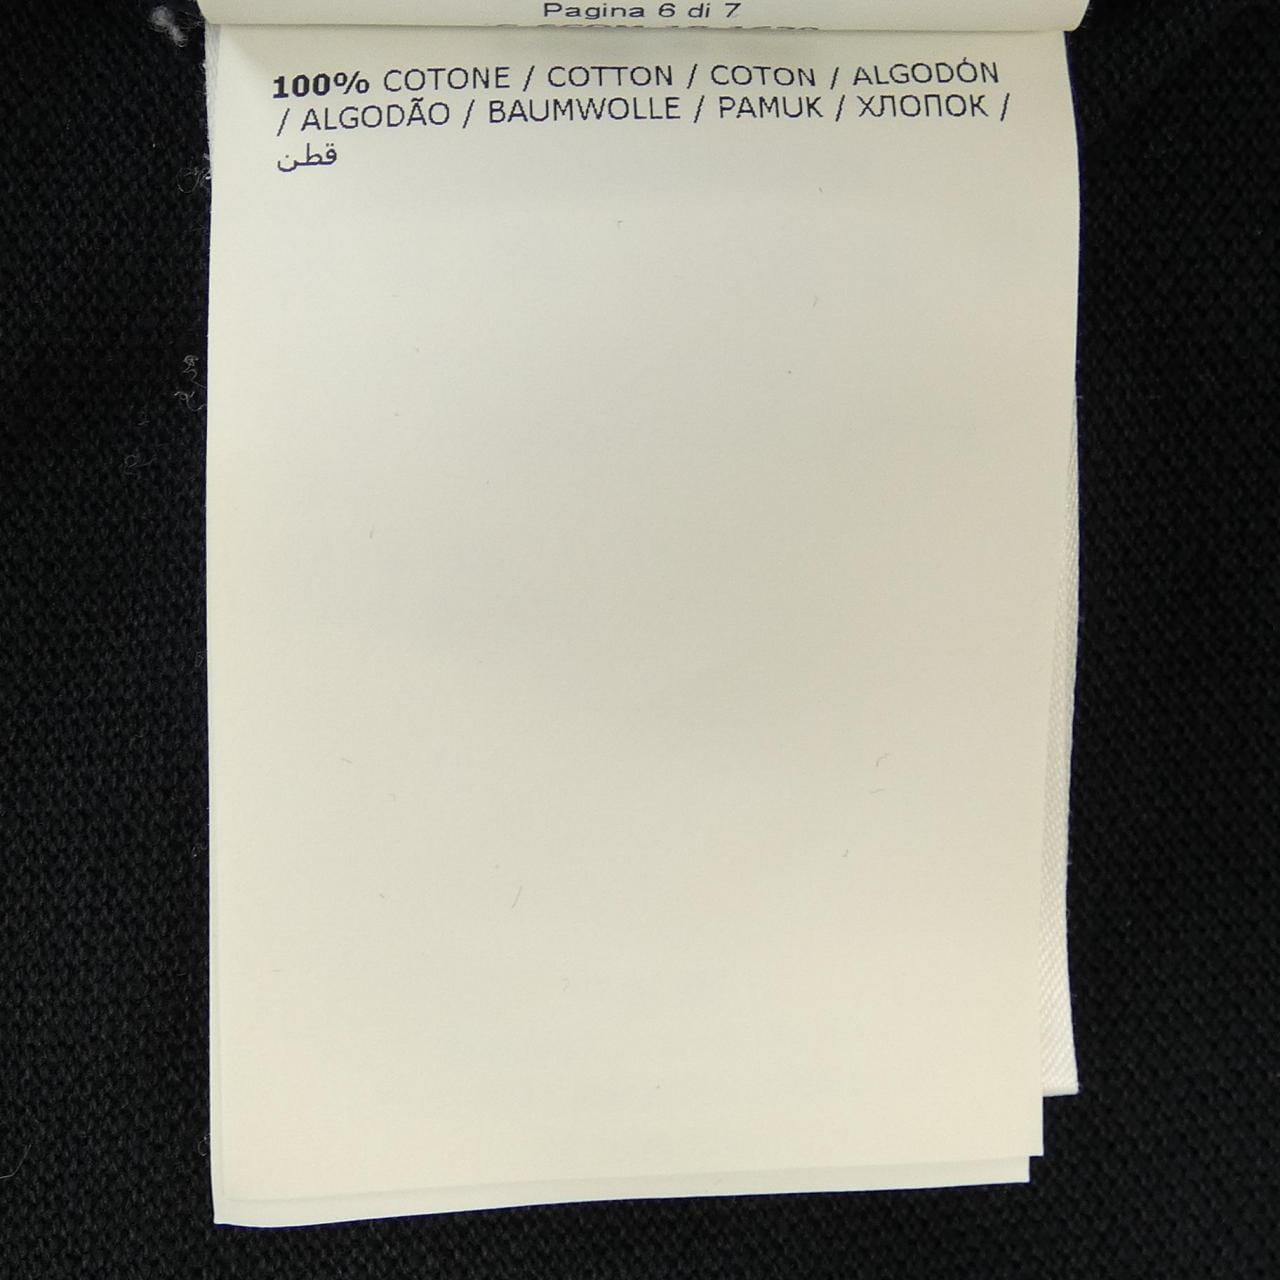 Pagina 6 di 7
100% COTONE / COTTON / COTON / ALGODÓN
/ ALGODÃO / BAUMWOLLE / PAMUK / ХЛОПОК /
قطن